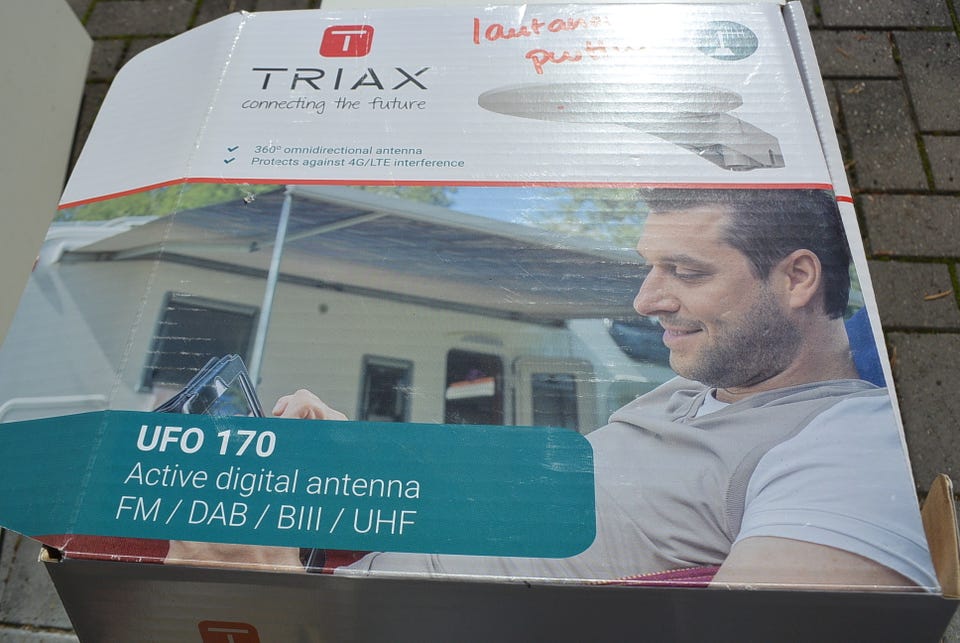 T
TRIAX
connecting the future
360° omnidirectional antenna
Protects against 4G/LTE interference
UFO 170
Active digital antenna
FM / DAB / BIII / UHF
T